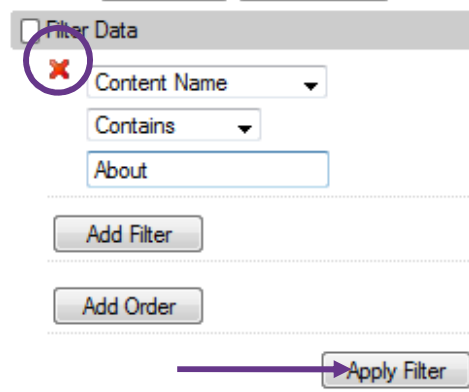 Filter Data
Content Name
Contains
About
Add Filter
Add Order
Apply Filter